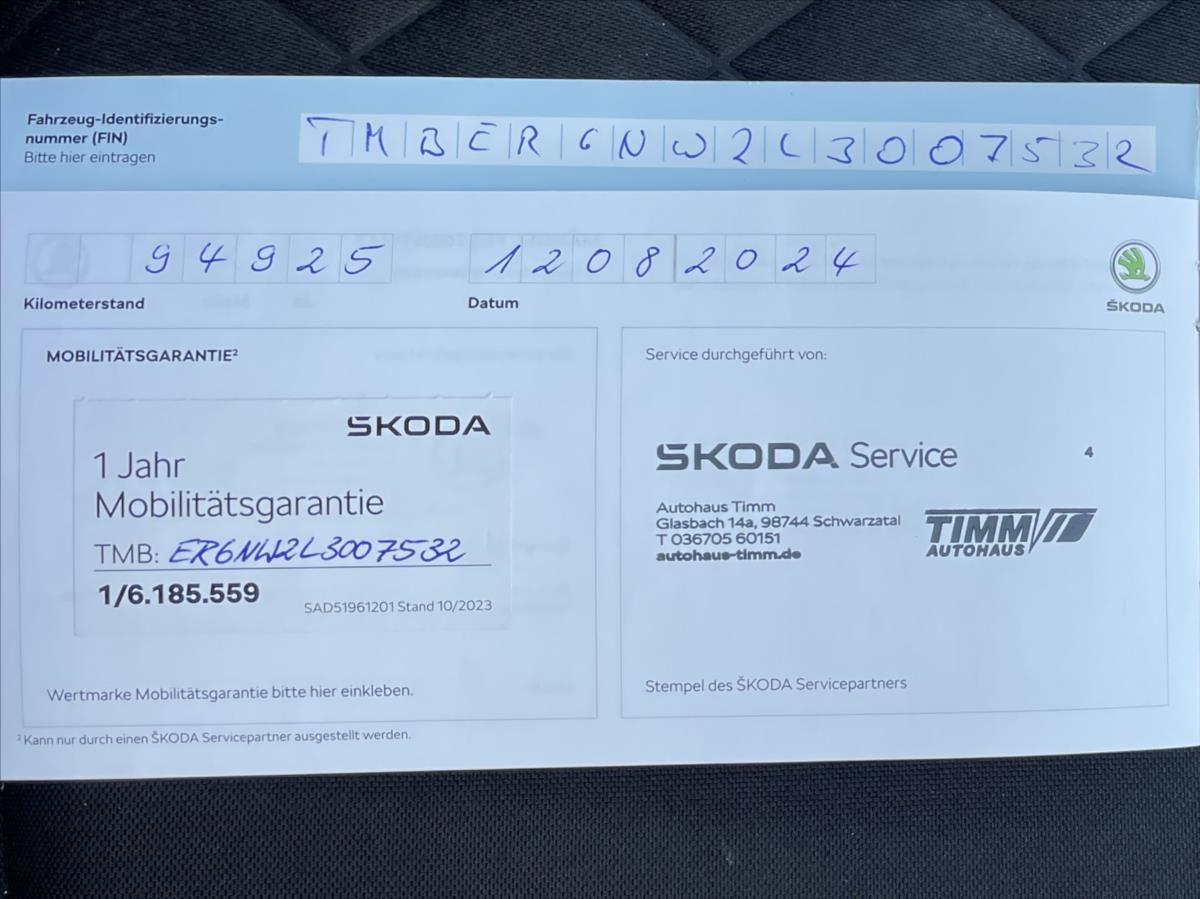 Fahrzeug-Identifizierungs-
nummer (FIN)
Bitte hier eintragen
TMBER6NW2L3007532
94925
12082024
Kilometerstand
Datum
ŠKODA
MOBILITÄTSGARANTIE²
ŠKODA
1 Jahr
Mobilitätsgarantie
TMB: ER6NW2L3007532
1/6.185.559
SAD51961201 Stand 10/2023
Wertmarke Mobilitätsgarantie bitte hier einkleben.
Service durchgeführt von:
ŠKODA Service
4
Autohaus Timm
Glasbach 14a, 98744 Schwarzatal
T 036705 60151
autohaus-timm.de
TIMM
AUTOHAUS
Stempel des ŠKODA Servicepartners
² Kann nur durch einen ŠKODA Servicepartner ausgestellt werden.